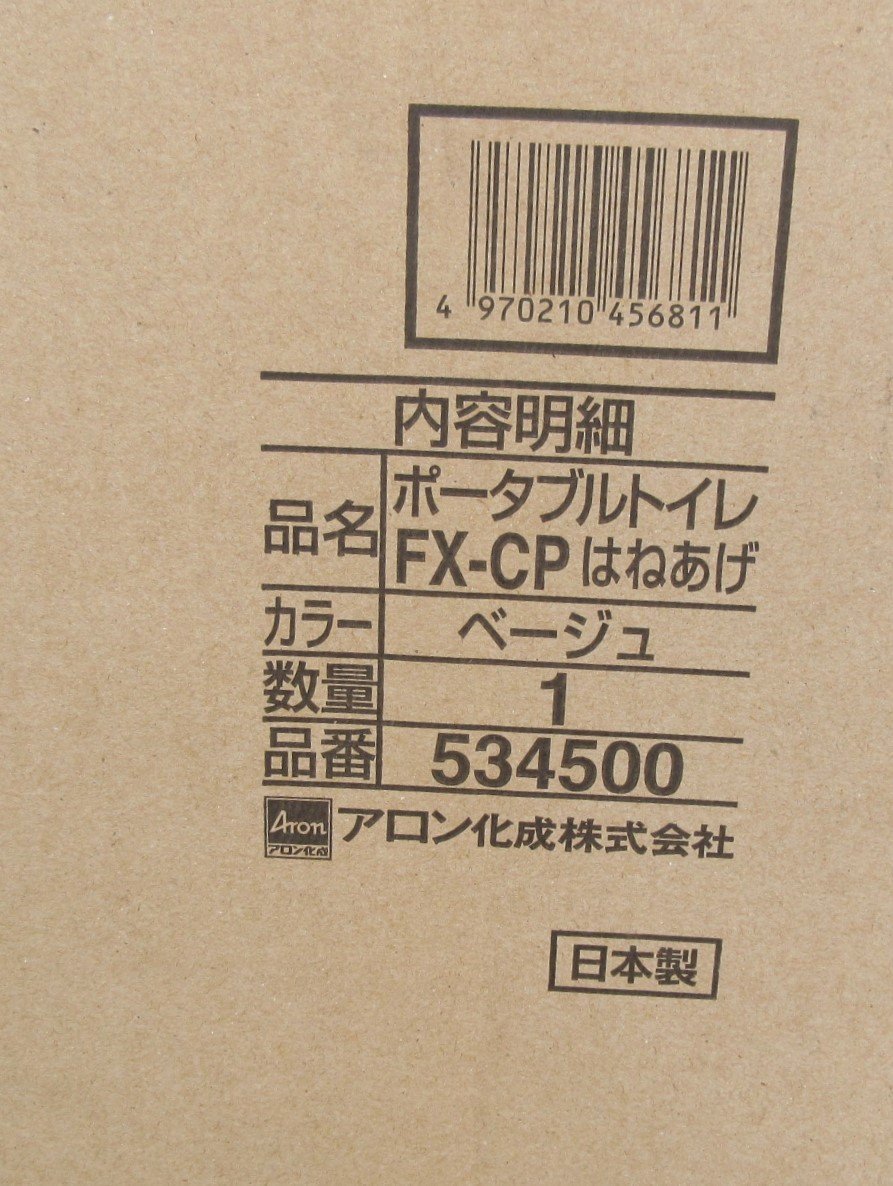 4 970210 456811
内容明細
品名 ポータブルトイレ
FX-CP はねあげ
カラー ベージュ
数量 1
品番 534500
Aron
アロン化成
アロン化成株式会社
日本製